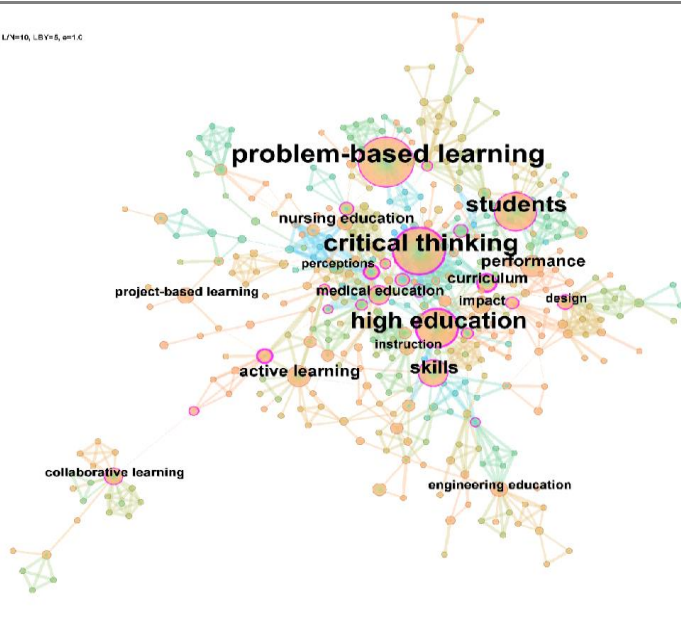 L/N=10, LBY=5, e=1.0
problem-based learning
students
nursing education
critical thinking
performance
perceptions
curriculum
project-based learning
medical education
impact
design
high education
instruction
active learning
skills
collaborative learning
engineering education